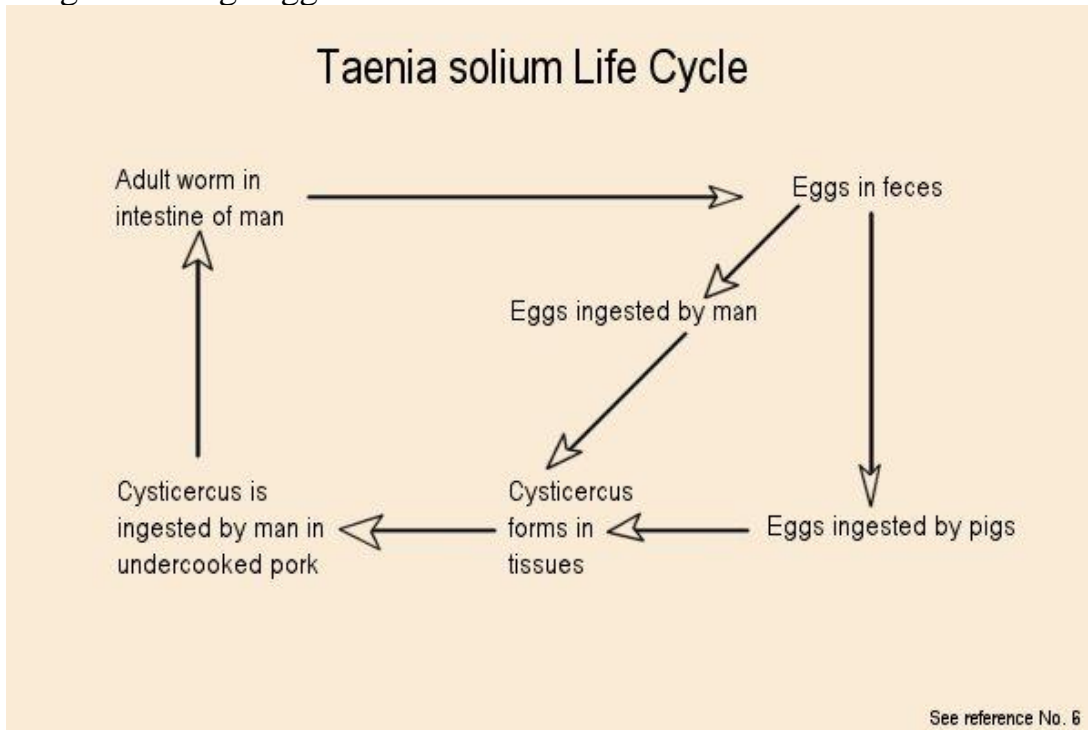 Taenia solium Life Cycle
Adult worm in
intestine of man
Eggs in feces
Eggs ingested by man
Cysticercus is
ingested by man in
undercooked pork
Cysticercus
forms in
tissues
Eggs ingested by pigs
See reference No. 6